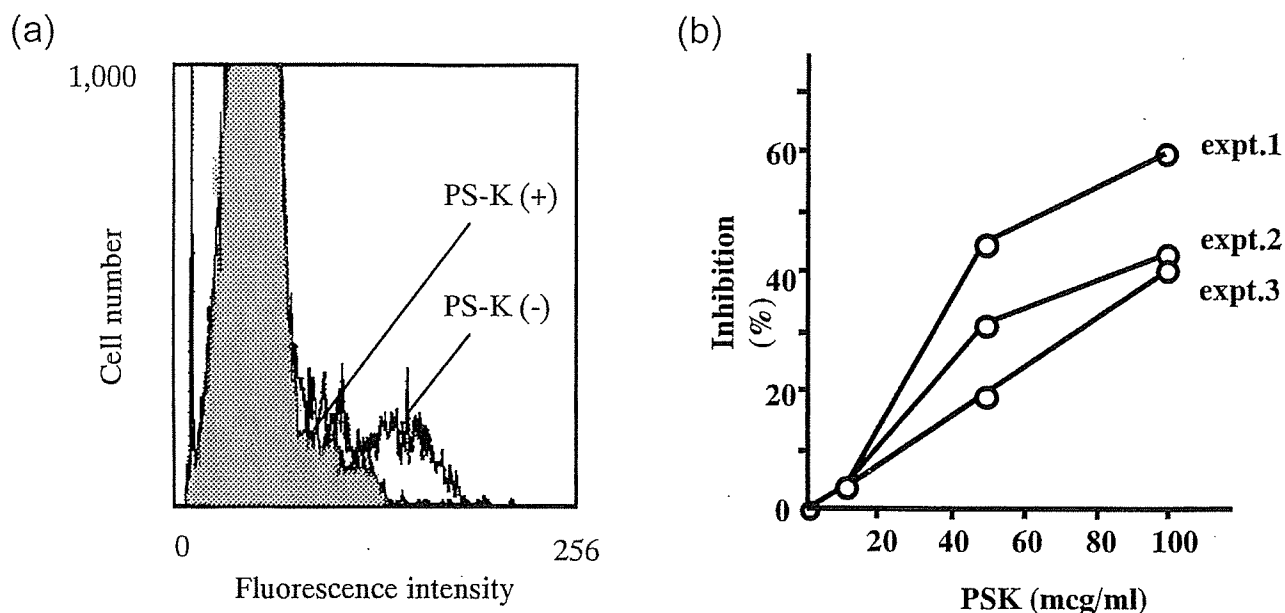 (a)
1,000
PS-K (+)
PS-K (-)
Cell number
0
256
Fluorescence intensity
(b)
60
40
20
0
Inhibition
(%)
expt.1
expt.2
expt.3
20
40
60
80
100
PSK (mcg/ml)